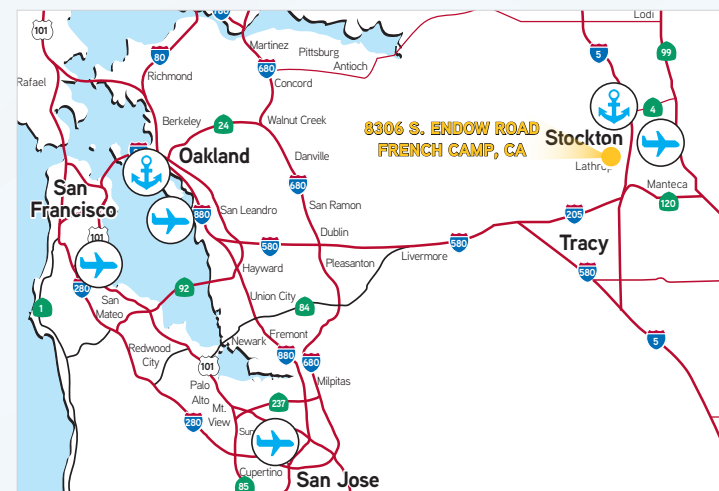 Lodi
101
80
Martinez
Pittsburg
Antioch
5
99
680
Concord
Richmond
Rafael
4
Berkeley
24
Walnut Creek
8306 S. ENDOW ROAD
FRENCH CAMP, CA
Stockton
Oakland
Danville
Lathrop
680
Manteca
San
Francisco
880
San Leandro
San Ramon
120
205
101
Dublin
580
580
Tracy
Livermore
Pleasanton
Hayward
580
280
92
Union City
San
Mateo
84
1
Newark
Fremont
5
Redwood
City
880
680
101
Milpitas
Palo
Alto
237
Mt.
View
280
Cupertino
San Jose
85